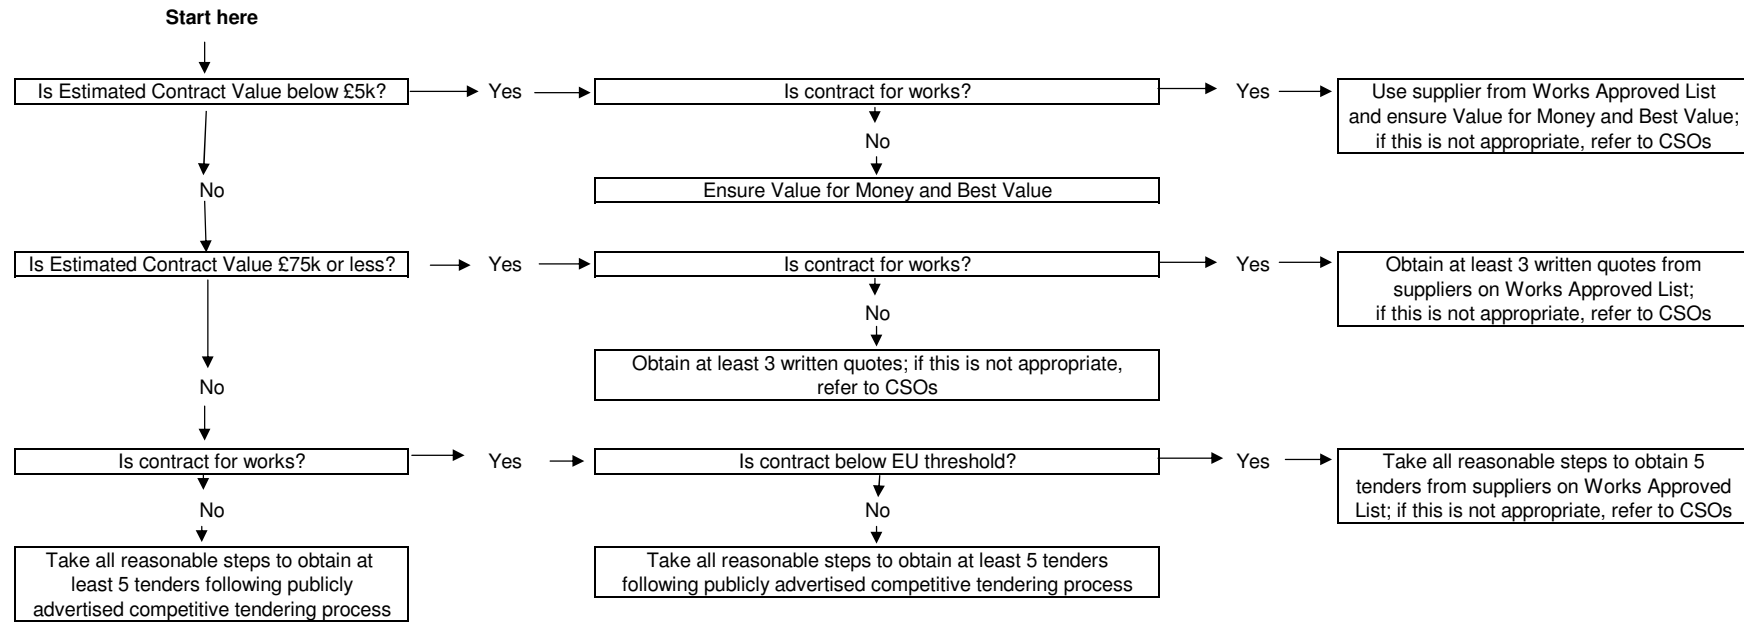 Start here
Is Estimated Contract Value below £5k?
Yes
Is contract for works?
Yes
Use supplier from Works Approved List
and ensure Value for Money and Best Value;
if this is not appropriate, refer to CSOs
No
No
Ensure Value for Money and Best Value
Is Estimated Contract Value £75k or less?
Yes
Is contract for works?
Yes
Obtain at least 3 written quotes from
suppliers on Works Approved List;
if this is not appropriate, refer to CSOs
No
No
Obtain at least 3 written quotes; if this is not appropriate,
refer to CSOs
Is contract for works?
Yes
Is contract below EU threshold?
Yes
Take all reasonable steps to obtain 5
tenders from suppliers on Works Approved
List; if this is not appropriate, refer to CSOs
No
No
Take all reasonable steps to obtain at
least 5 tenders following publicly
advertised competitive tendering process
Take all reasonable steps to obtain at least 5 tenders
following publicly advertised competitive tendering process